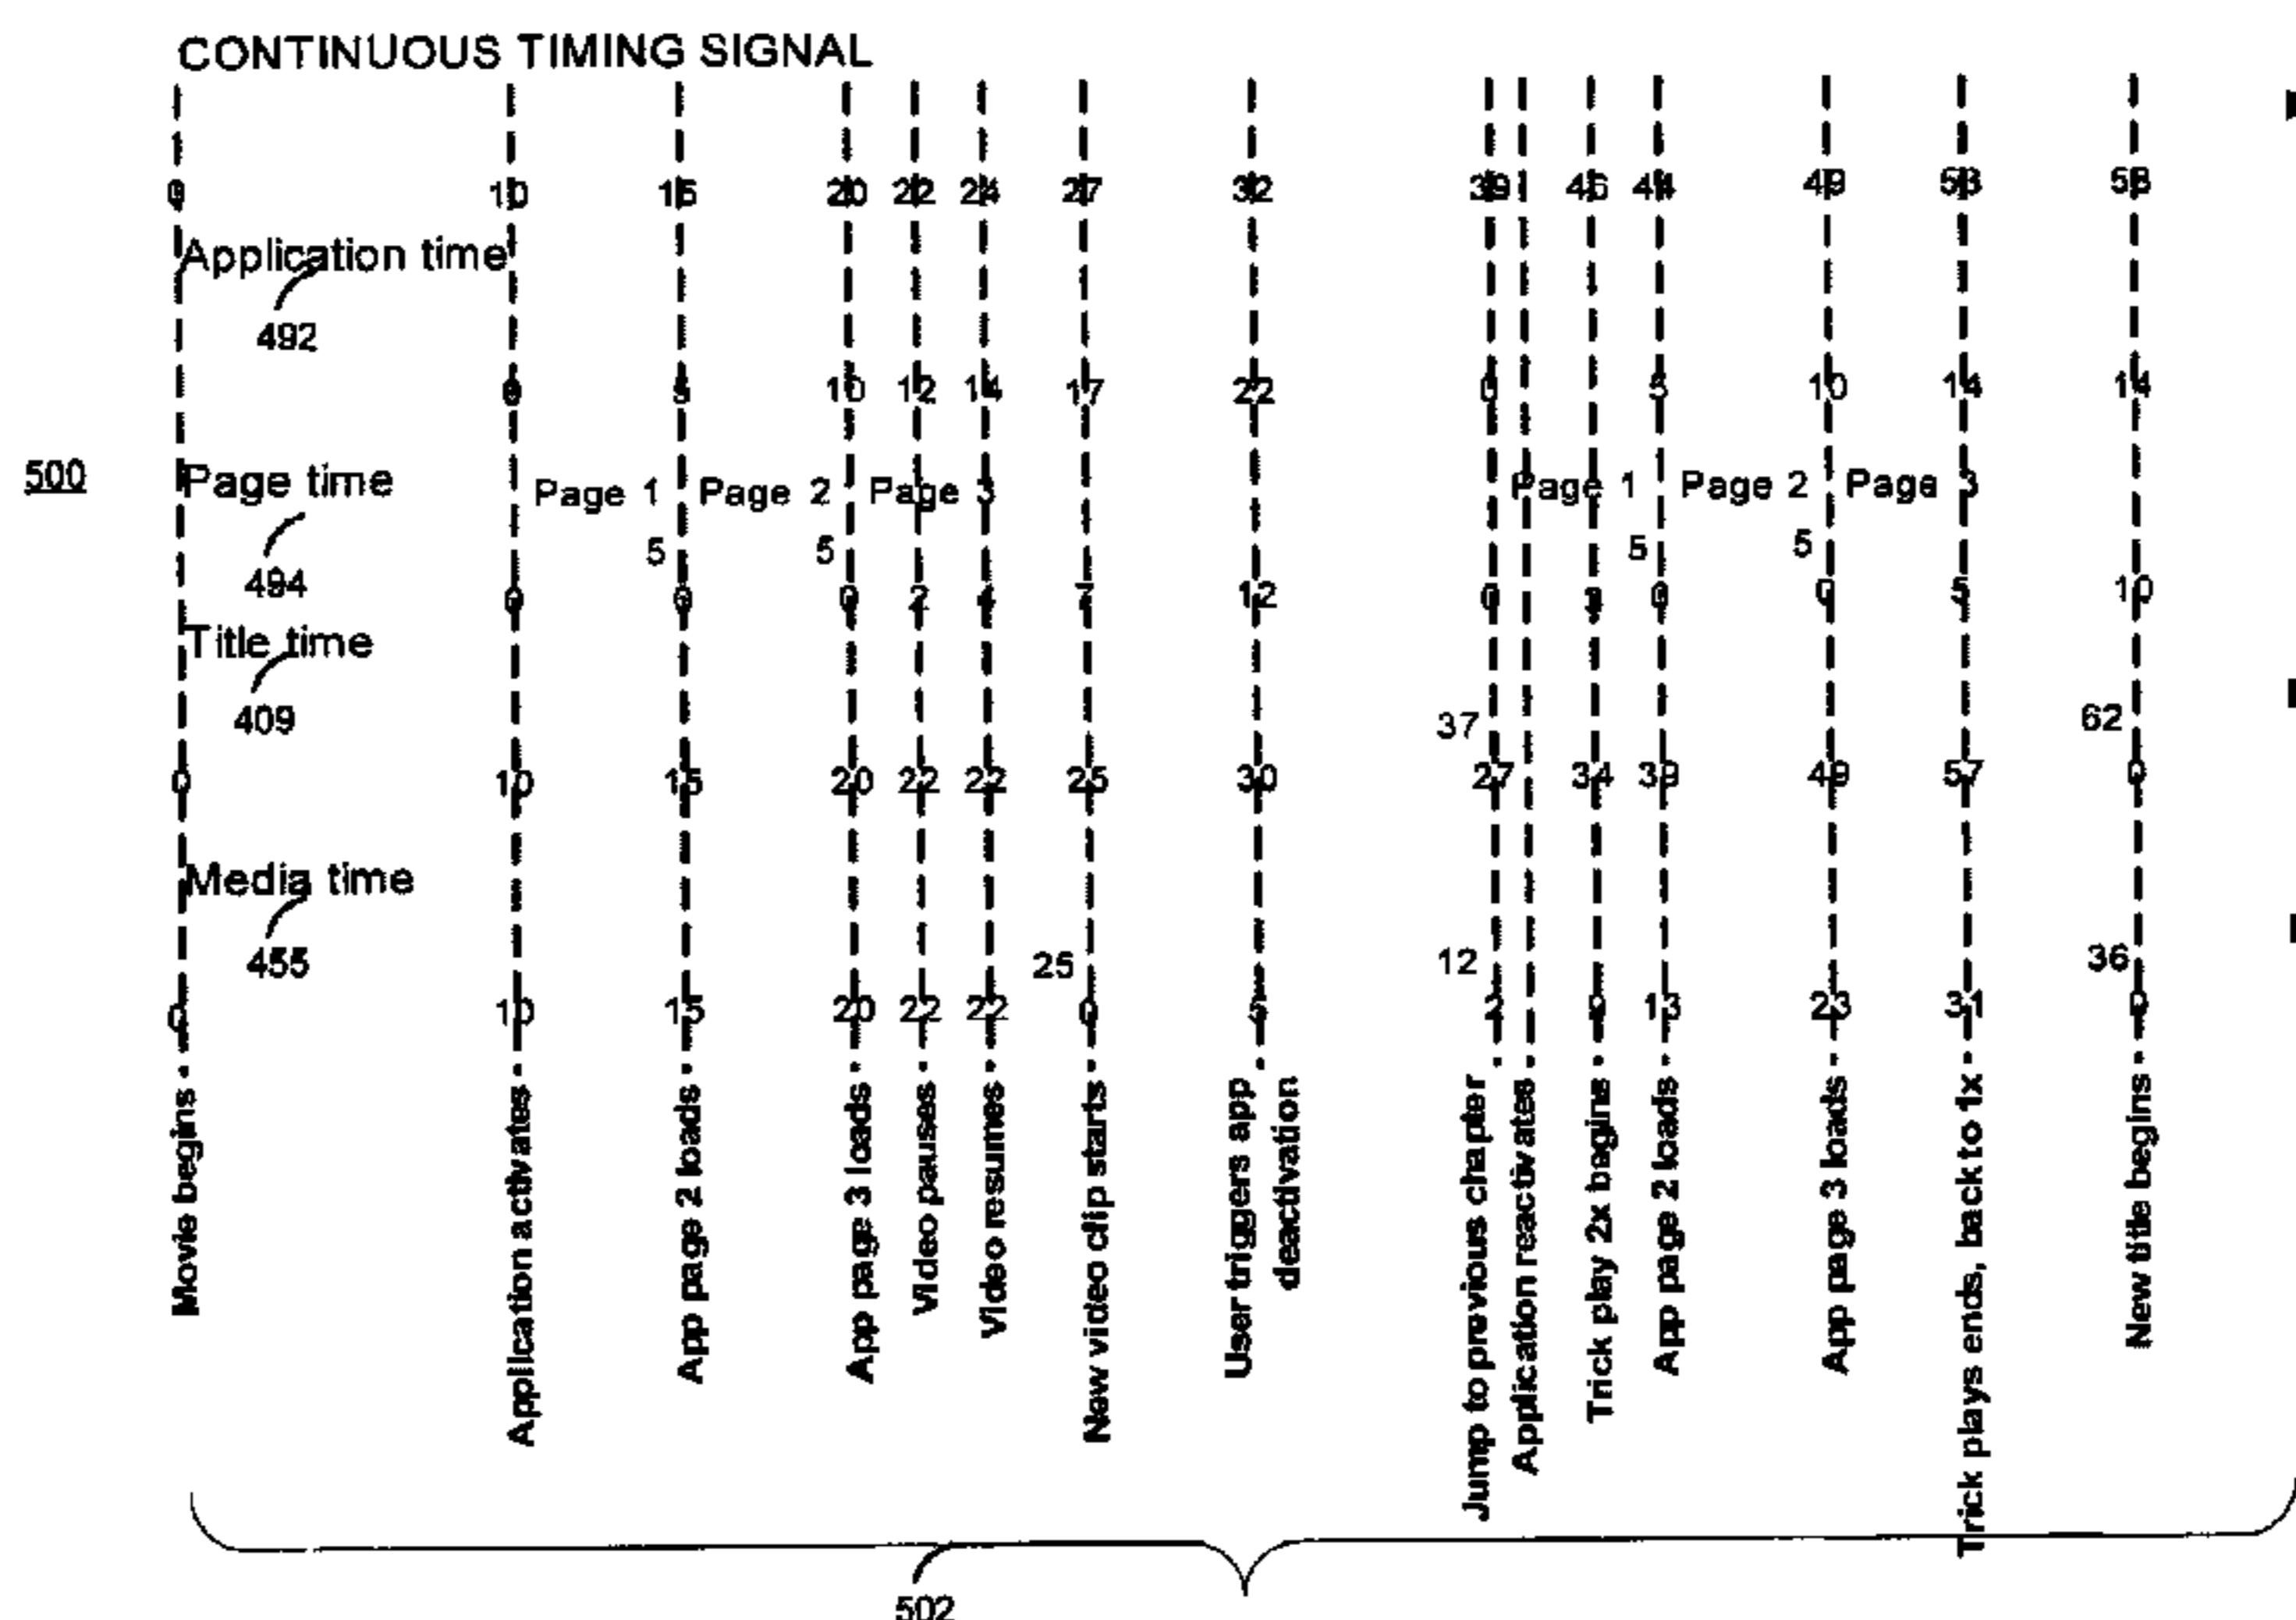 CONTINUOUS TIMING SIGNAL
0 10 15 20 22 24 27 32 39 49 58
Application time
492
0 5 10 12 14 17 22 0 5 10 14 14
500
Page time
Page 1 Page 2 Page 3 Page 1 Page 2 Page 3
494
5 5 5 5
0 0 0 2 4 12 0 0 0 5 10
Title time
409
37 62
0 10 15 20 22 22 25 30 27 34 39 49 57 0
Media time
455
25 12 36
0 10 15 20 22 22 0 2 13 23 31 0
Movie begins
Application activates
App page 2 loads
App page 3 loads
Video pauses
Video resumes
New video clip starts
User triggers app
deactivation
Jump to previous chapter
Application reactivates
Trick play 2x begins
App page 2 loads
App page 3 loads
Trick plays ends, back to 1x
New title begins
502